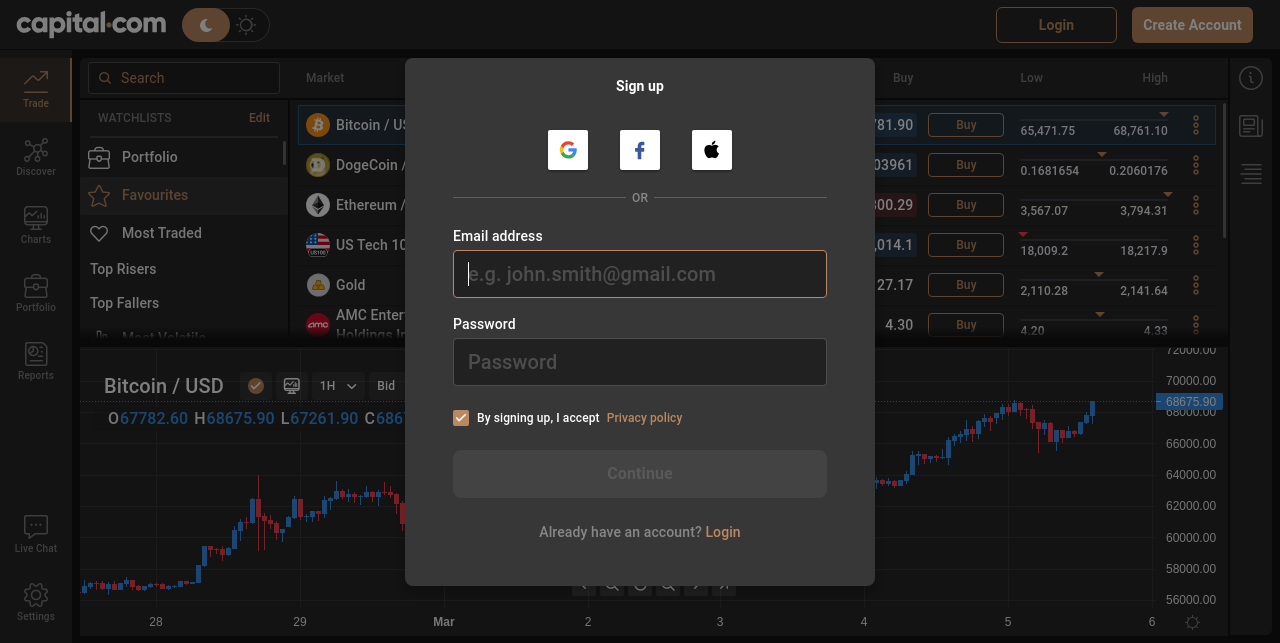 capital.com
Login
Create Account
Search
Market
Buy
Low
High
Trade
WATCHLISTS
Edit
Sign up
Bitcoin / US
781.90
Buy
65,471.75
68,761.10
Discover
Portfolio
DogeCoin /
03961
Buy
0.1681654
0.2060176
Favourites
OR
Ethereum /
300.29
Buy
3,567.07
3,794.31
Charts
Most Traded
Email address
US Tech 10
,014.1
Buy
18,009.2
18,217.9
Top Risers
e.g. john.smith@gmail.com
Gold
27.17
Buy
2,110.28
2,141.64
Portfolio
Top Fallers
Password
AMC Enter
Holdings In
4.30
Buy
4.20
4.33
Most Volatile
72000.00
Reports
Bitcoin / USD
1H
Bid
Password
70000.00
68675.90
68000.00
O67782.60 H68675.90 L67261.90 C686
By signing up, I accept Privacy policy
66000.00
Continue
64000.00
62000.00
Already have an account? Login
60000.00
Live Chat
58000.00
56000.00
Settings
28
29
Mar
2
3
4
5
6